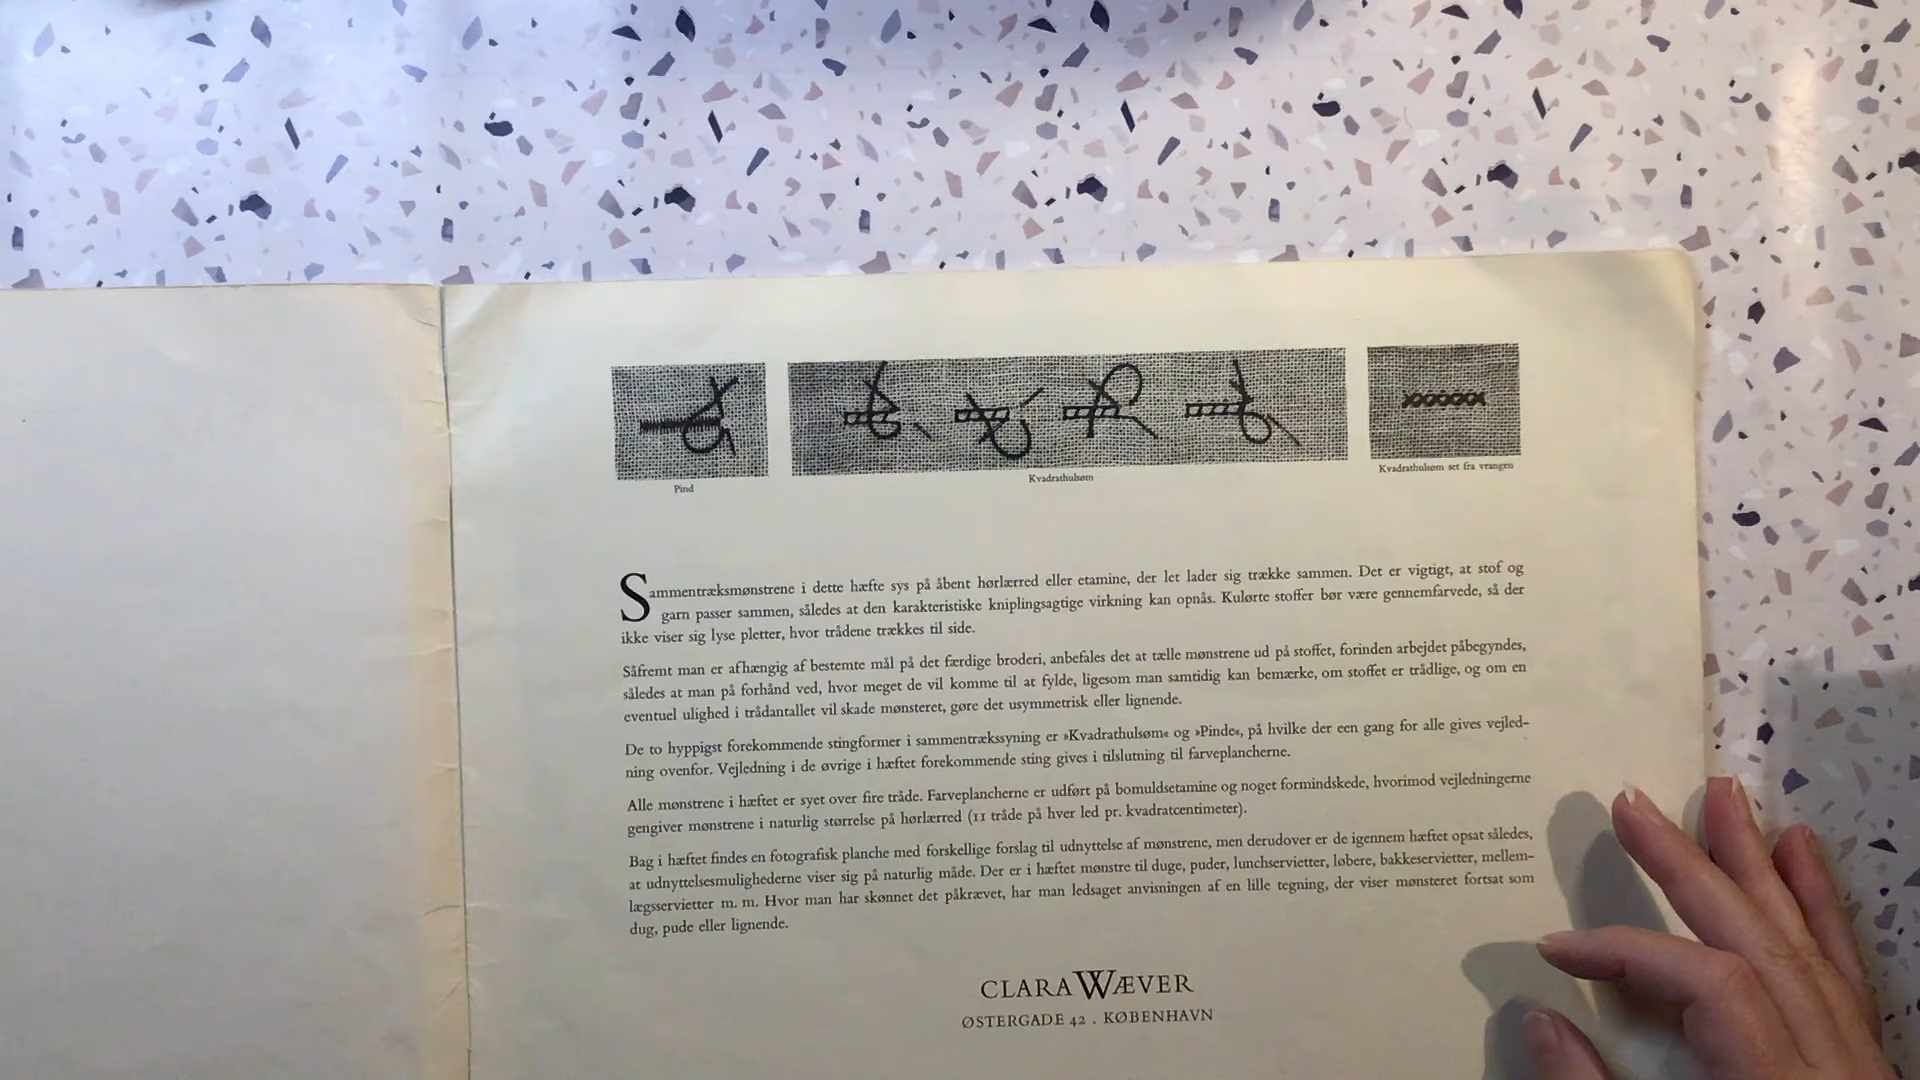 Pind
Kvadrathulsøm
Kvadrathulsøm set fra vrangen
Sammentræksmønstrene i dette hæfte sys på åbent hørlærred eller etamine, der let lader sig trække sammen. Det er vigtigt, at stof og
garn passer sammen, således at den karakteristiske kniplingsagtige virkning kan opnås. Kulørte stoffer bør være gennemfarvede, så der
ikke viser sig lyse pletter, hvor trådene trækkes til side.
Såfremt man er afhængig af bestemte mål på det færdige broderi, anbefales det at tælle mønstrene ud på stoffet, forinden arbejdet påbegyndes,
således at man på forhånd ved, hvor meget de vil komme til at fylde, ligesom man samtidig kan bemærke, om stoffet er trådlige, og om en
eventuel ulighed i trådantallet vil skade mønsteret, gøre det usymmetrisk eller lignende.
De to hyppigst forekommende stingformer i sammentrækssyning er »Kvadrathulsøm« og »Pinde«, på hvilke der een gang for alle gives vejled-
ning ovenfor. Vejledning i de øvrige i hæftet forekommende sting gives i tilslutning til farveplancherne.
Alle mønstrene i hæftet er syet over fire tråde. Farveplancherne er udført på bomuldsetamine og noget formindskede, hvorimod vejledningerne
gengiver mønstrene i naturlig størrelse på hørlærred (11 tråde på hver led pr. kvadratcentimeter).
Bag i hæftet findes en fotografisk planche med forskellige forslag til udnyttelse af mønstrene, men derudover er de igennem hæftet opsat således,
at udnyttelsesmulighederne viser sig på naturlig måde. Der er i hæftet mønstre til duge, puder, lunchservietter, løbere, bakkeservietter, mellem-
lægsservietter m. m. Hvor man har skønnet det påkrævet, har man ledsaget anvisningen af en lille tegning, der viser mønsteret fortsat som
dug, pude eller lignende.
CLARA WÆVER
ØSTERGADE 42 . KØBENHAVN